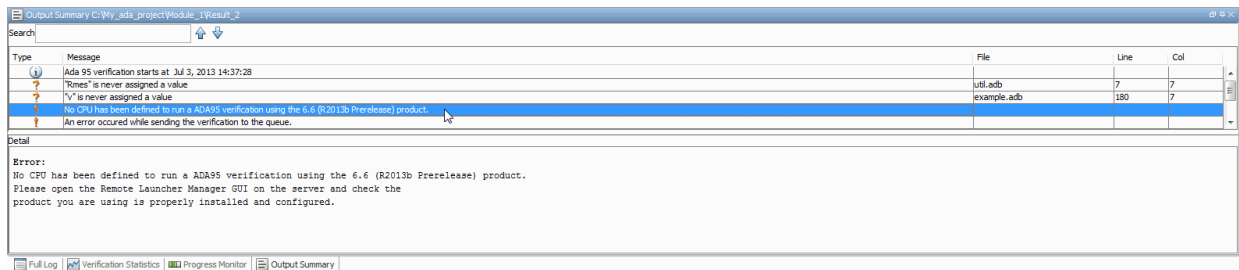 Output Summary C:\My_ada_project\Module_1\Result_2
Search
Type Message File Line Col
Ada 95 verification starts at Jul 3, 2013 14:37:28
"Rmes" is never assigned a value util.adb 7 7
"V" is never assigned a value example.adb 180 7
No CPU has been defined to run a ADA95 verification using the 6.6 (R2013b Prerelease) product.
An error occured while sending the verification to the queue.
Detail
Error:
No CPU has been defined to run a ADA95 verification using the 6.6 (R2013b Prerelease) product.
Please open the Remote Launcher Manager GUI on the server and check the
product you are using is properly installed and configured.
Full Log Verification Statistics Progress Monitor Output Summary